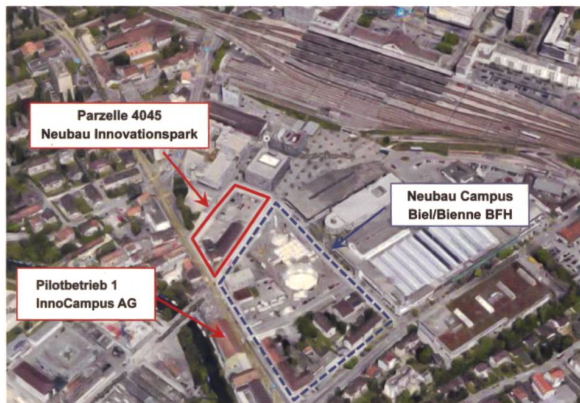 Parzelle 4045
Neubau Innovationspark
Neubau Campus
Biel/Bienne BFH
Pilotbetrieb 1
InnoCampus AG